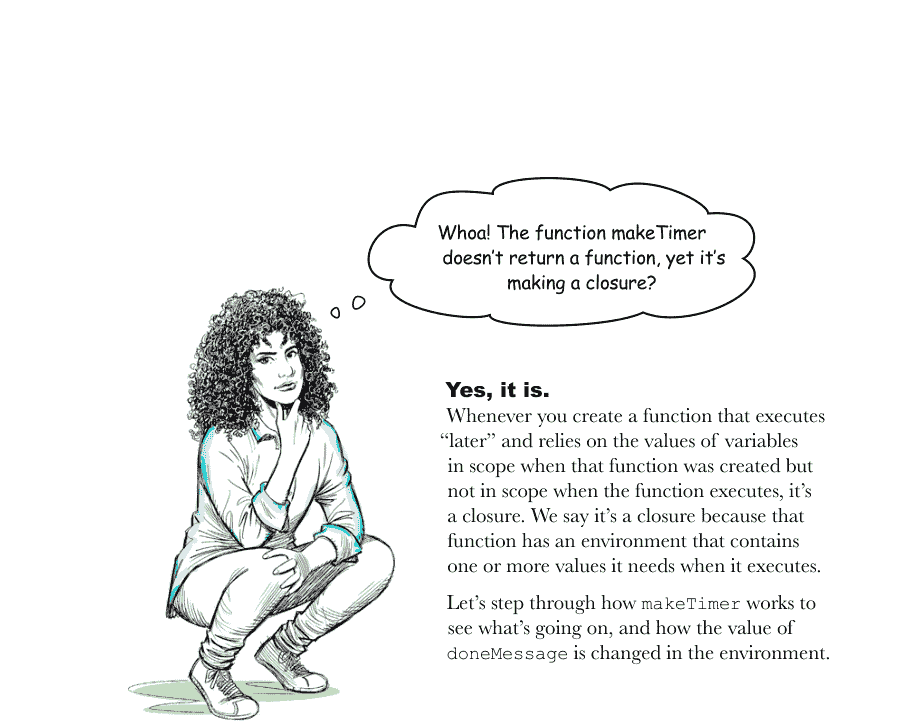 Whoa! The function makeTimer
doesn't return a function, yet it's
making a closure?
Yes, it is.
Whenever you create a function that executes
“later” and relies on the values of variables
in scope when that function was created but
not in scope when the function executes, it’s
a closure. We say it’s a closure because that
function has an environment that contains
one or more values it needs when it executes.
Let’s step through how makeTimer works to
see what’s going on, and how the value of
doneMessage is changed in the environment.